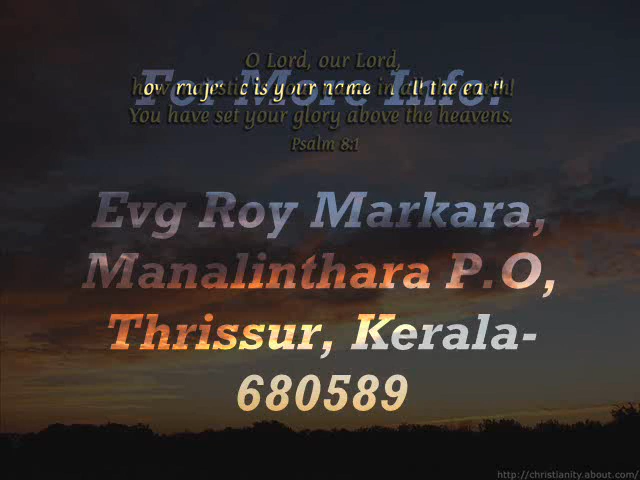 O Lord, our Lord,
For More Info:
how majestic is your name in all the earth!
You have set your glory above the heavens.
Psalm 8:1
Evg Roy Markara,
Manalinthara P.O,
Thrissur, Kerala-
680589
http://christianity.about.com/